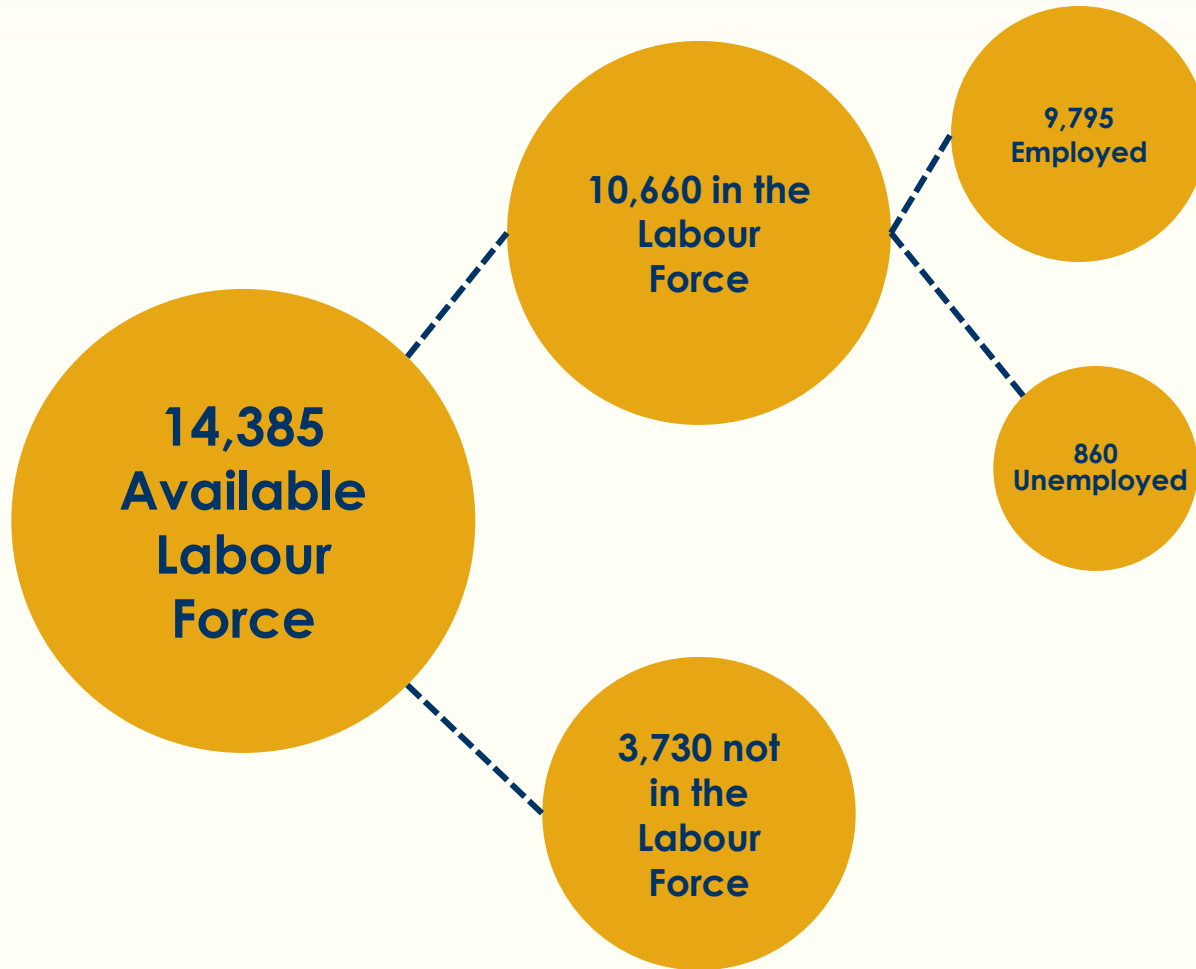 14,385
Available
Labour
Force
10,660 in the
Labour
Force
9,795
Employed
860
Unemployed
3,730 not
in the
Labour
Force